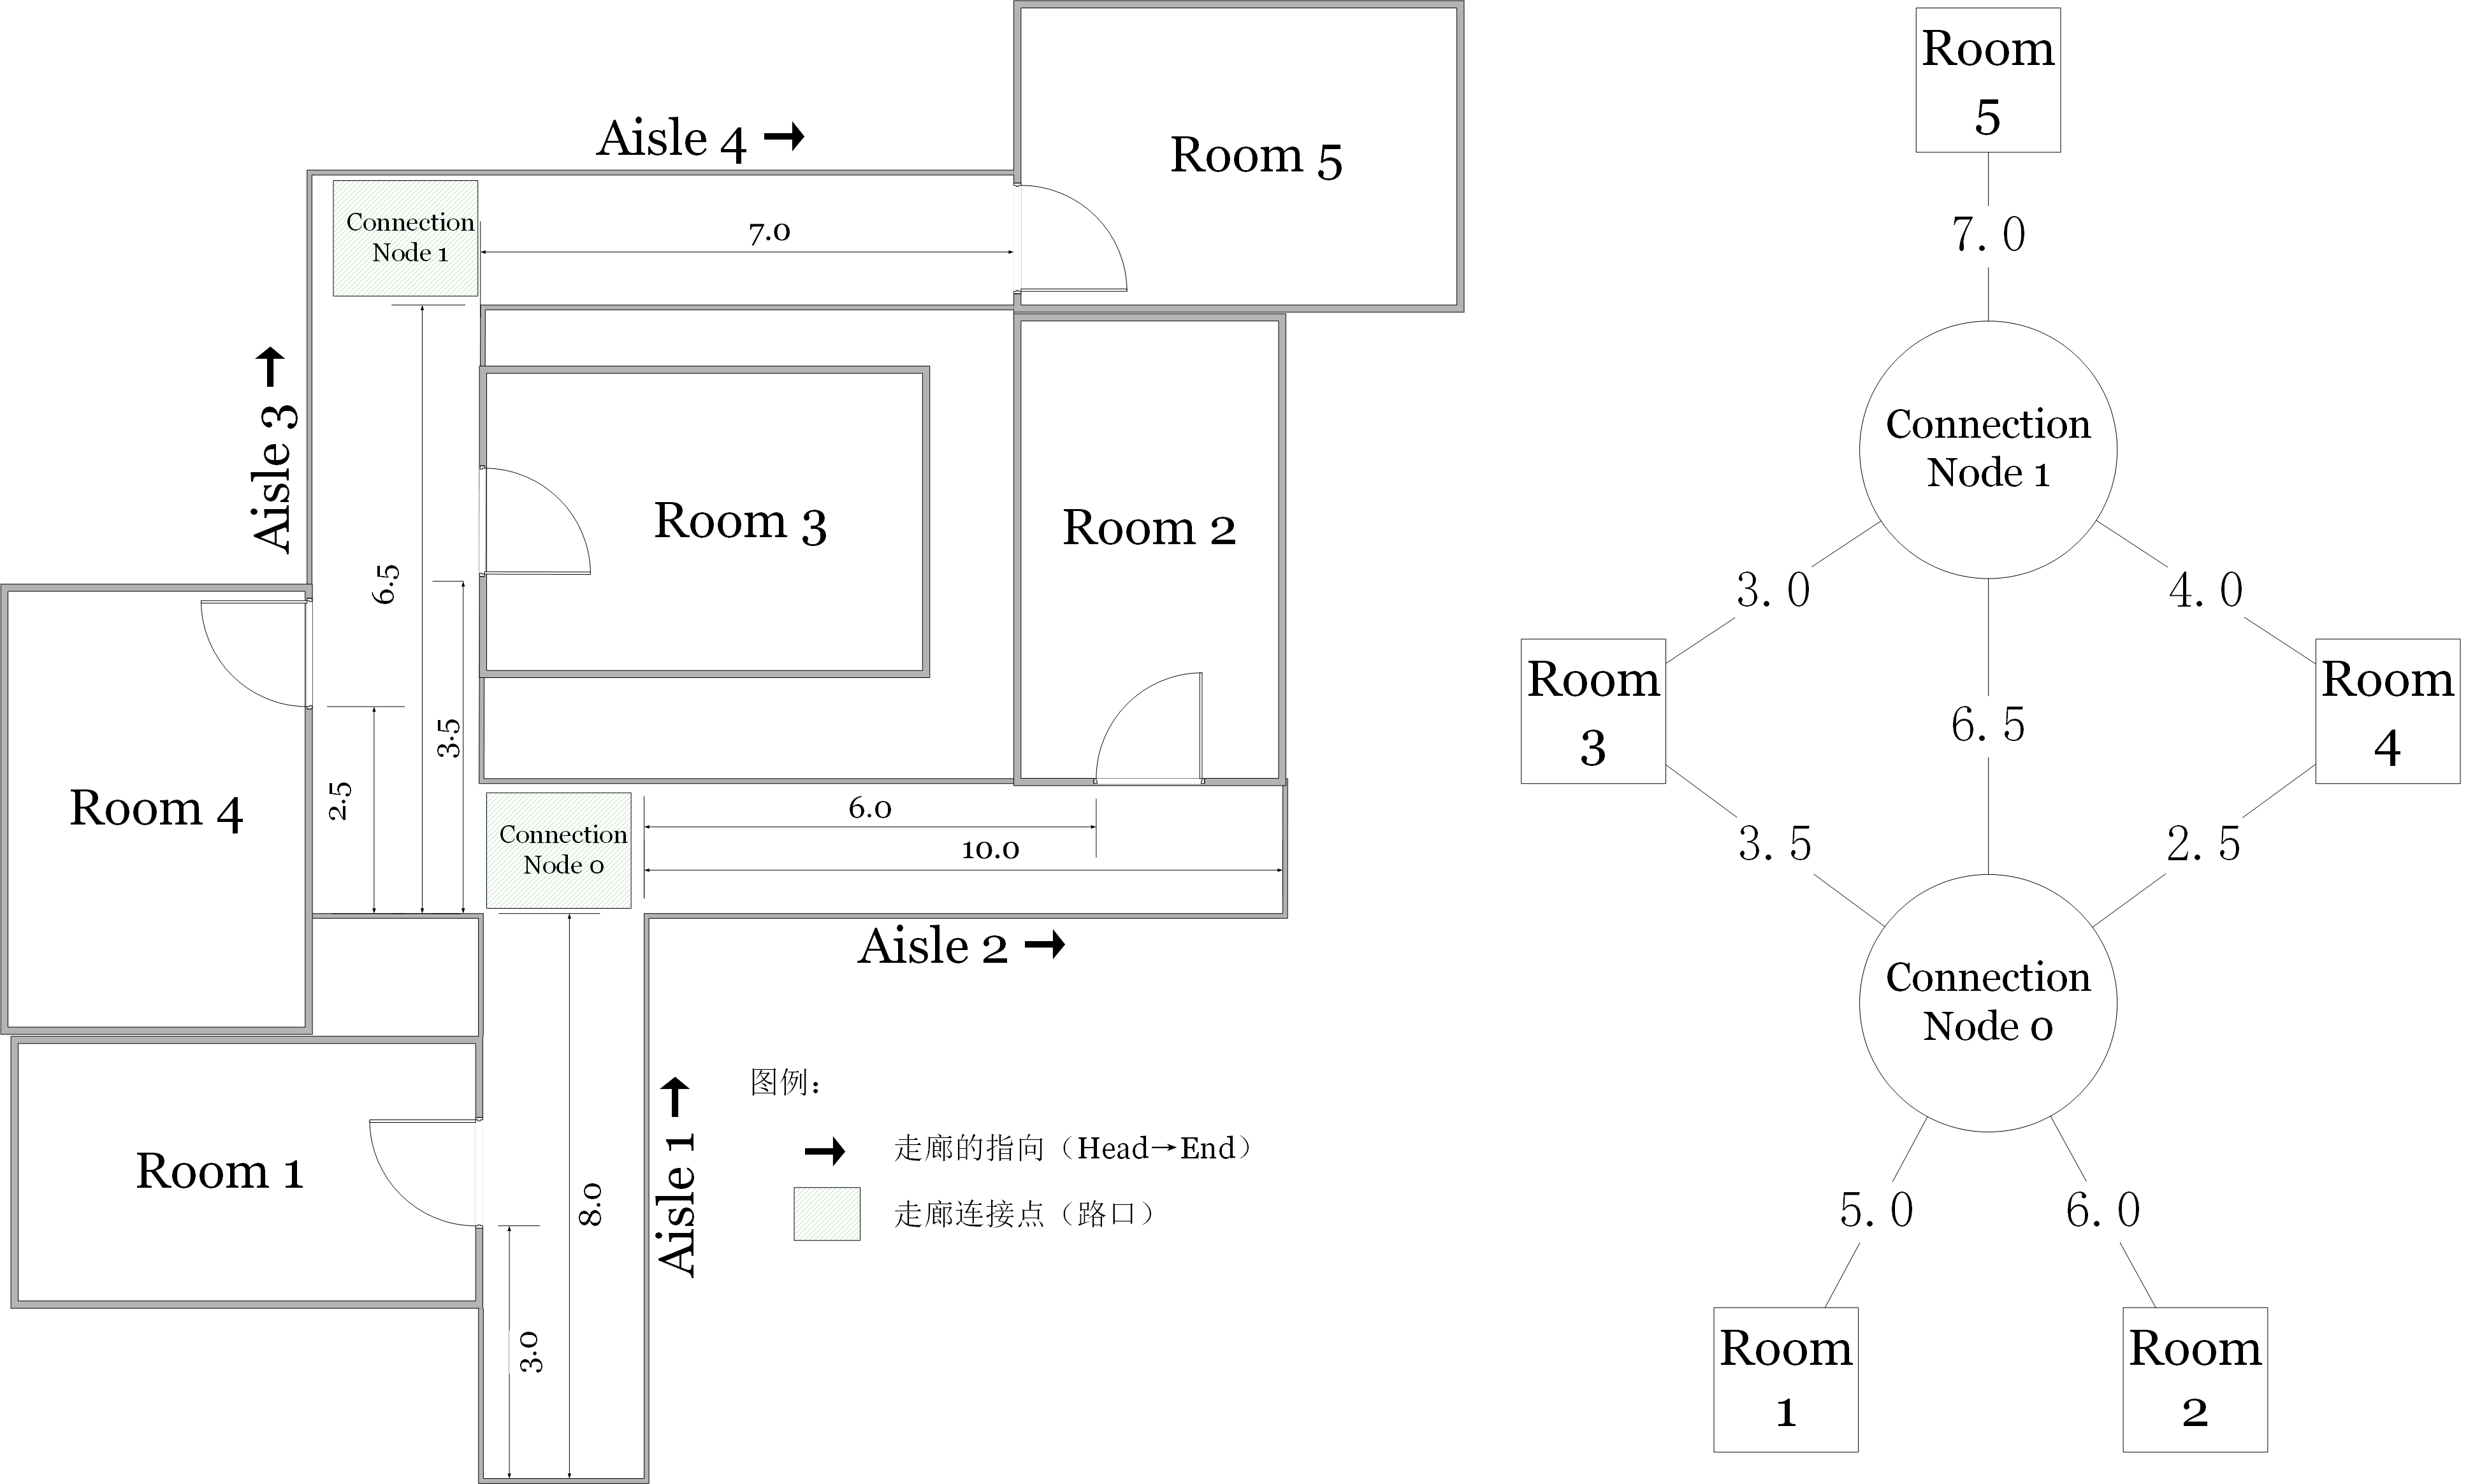 Aisle 4
Room 5
Connection
Node 1
7.0
Aisle 3
6.5
Room 3
Room 2
3.5
2.5
Room 4
Connection
Node 0
6.0
10.0
Aisle 2
Room 1
8.0
Aisle 1
3.0
图例：
走廊的指向（Head→End）
走廊连接点（路口）
Room
5
7.0
Connection
Node 1
3.0
4.0
Room
3
6.5
Room
4
3.5
2.5
Connection
Node 0
5.0
6.0
Room
1
Room
2